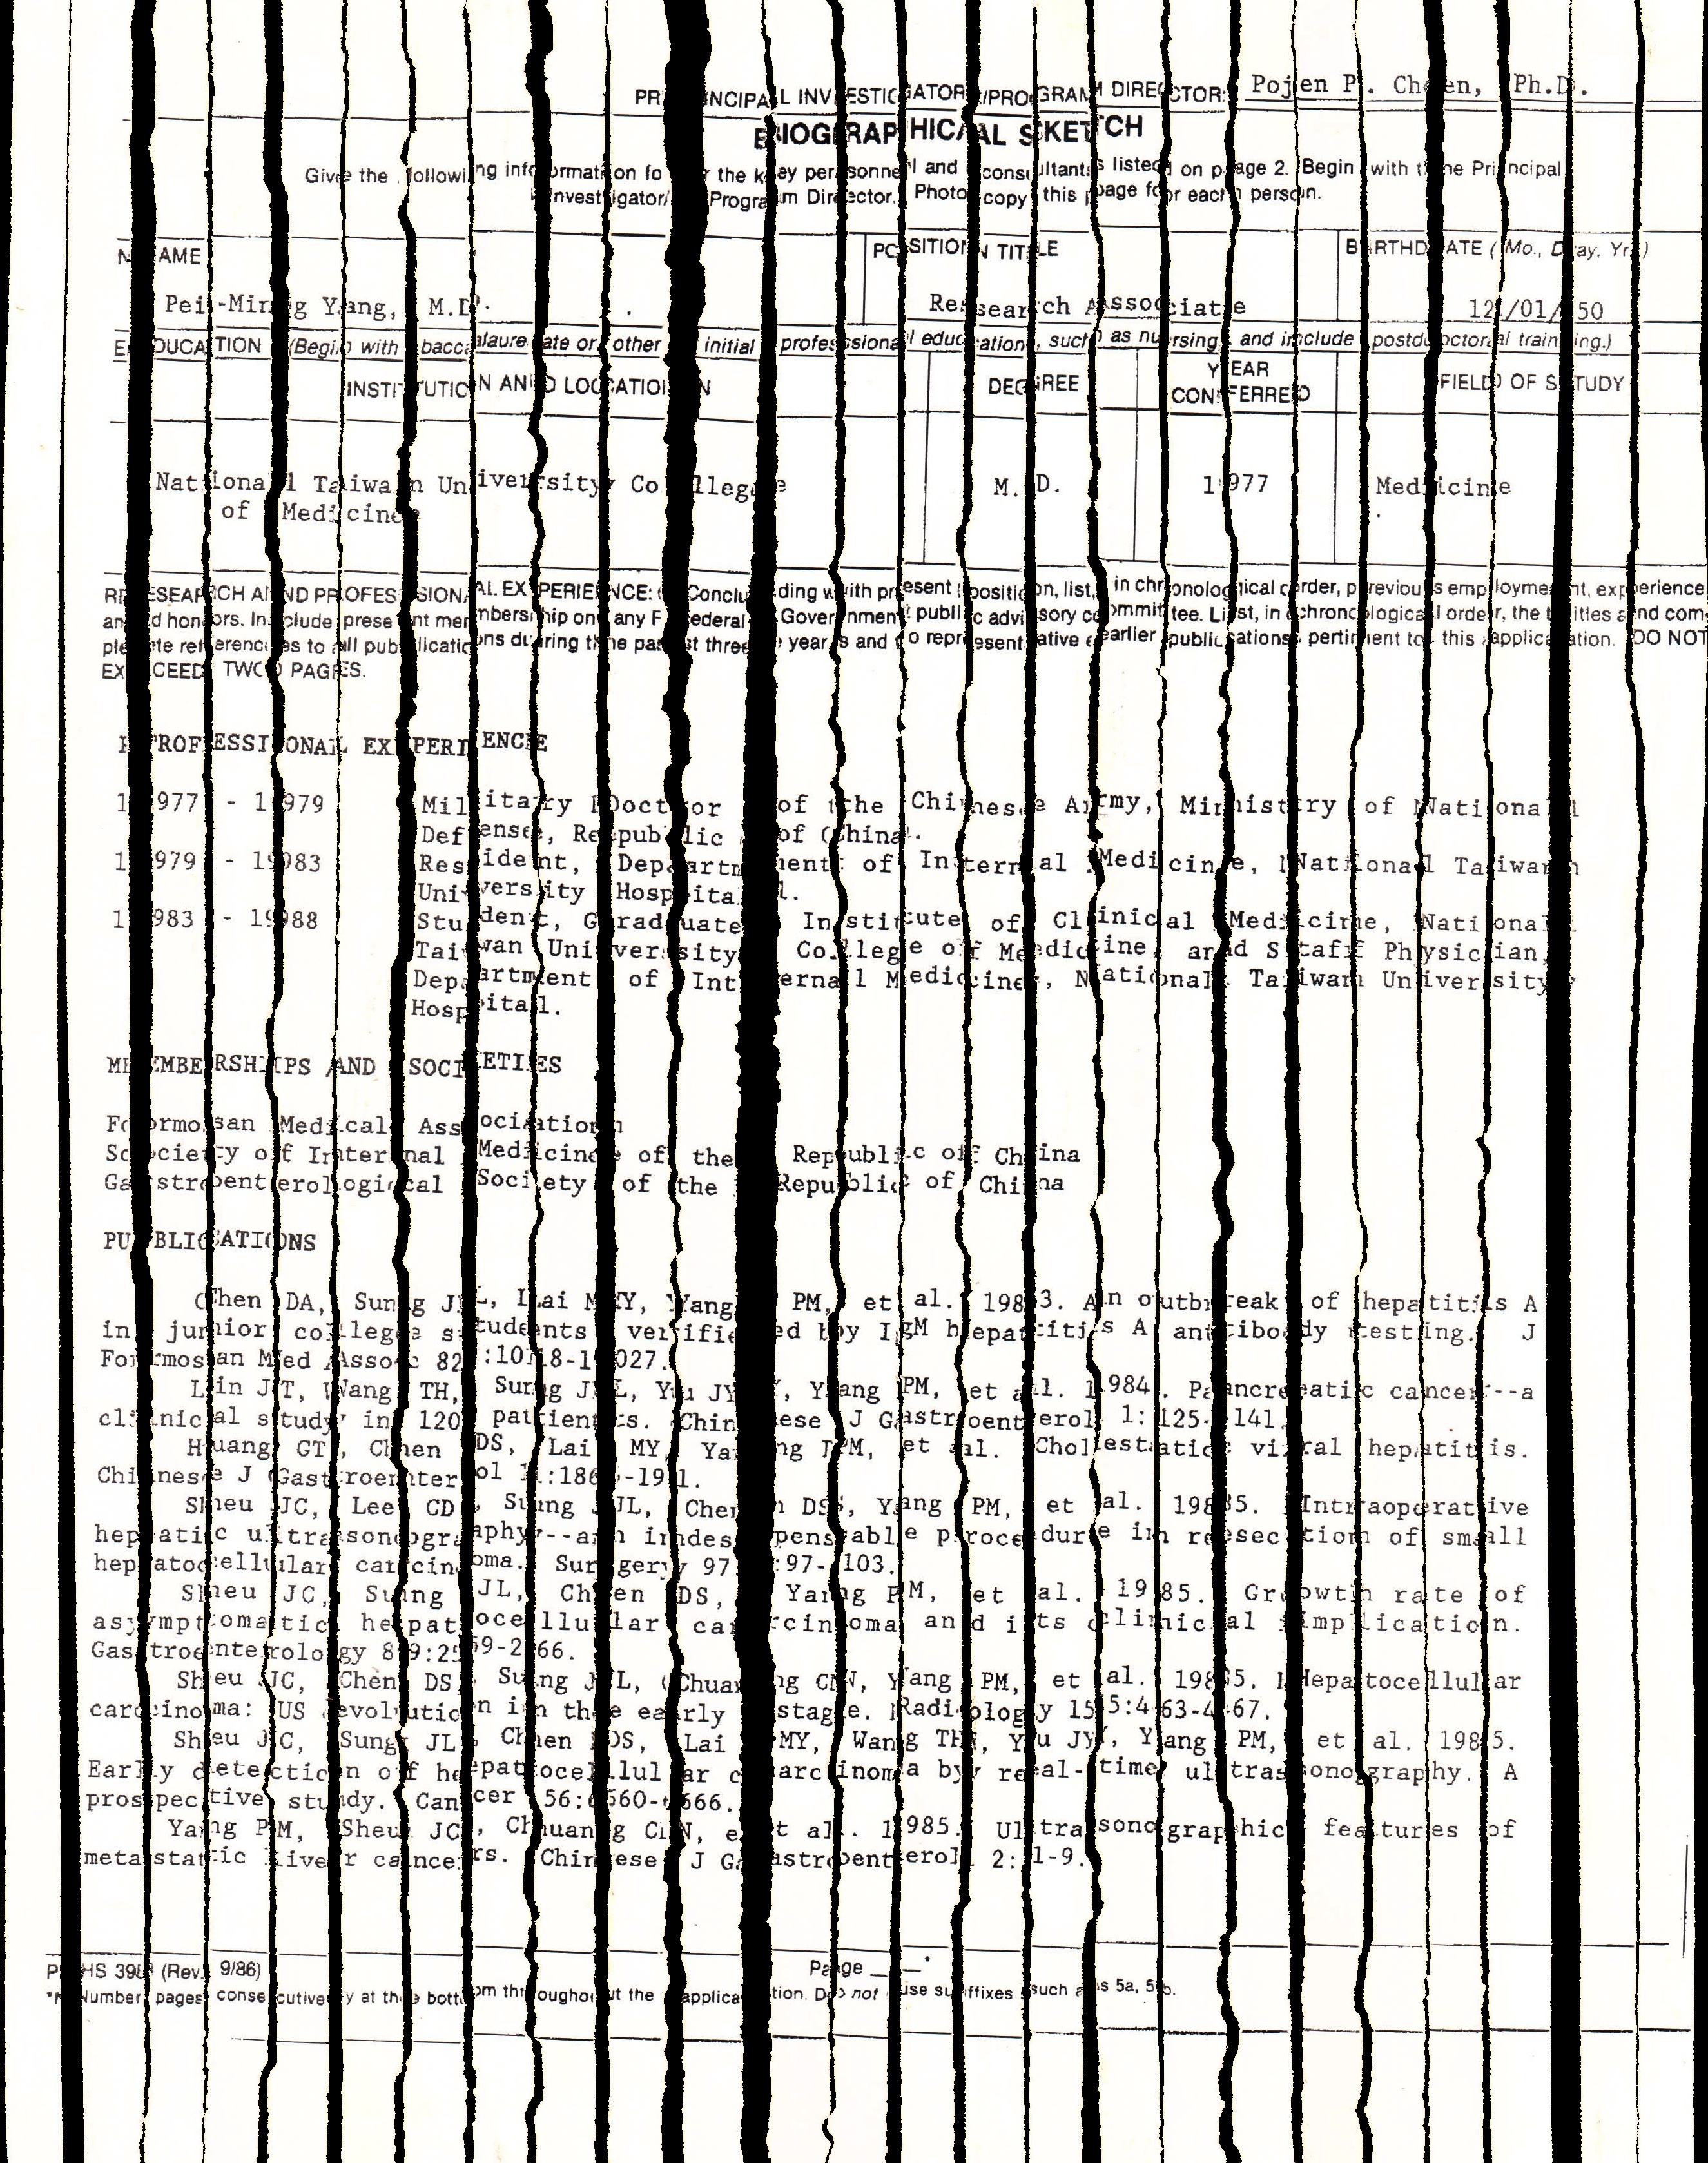 PRINCIPAL INVESTIGATOR/PROGRAM DIRECTOR: Pojen P. Chen, Ph.D.
BIOGRAPHICAL SKETCH
Give the following information for the key personnel and consultants listed on page 2. Begin with the Principal
Investigator/Program Director. Photocopy this page for each person.
NAME POSITION TITLE BIRTHDATE (Mo., Day, Yr.)
Pei-Ming Yang, M.D. Research Associate 12/01/50
EDUCATION (Begin with baccalaureate or other initial professional education, such as nursing, and include postdoctoral training.)
INSTITUTION AND LOCATION DEGREE YEAR CONFERRED FIELD OF STUDY
National Taiwan University College M.D. 1977 Medicine
of Medicine
RESEARCH AND PROFESSIONAL EXPERIENCE: Concluding with present position, list, in chronological order, previous employment, experience,
and honors. Include present membership on any Federal Government public advisory committee. List, in chronological order, the titles and com-
plete references to all publications during the past three years and to representative earlier publications pertinent to this application. DO NOT
EXCEED TWO PAGES.
PROFESSIONAL EXPERIENCE
1977 - 1979 Military Doctor of the Chinese Army, Ministry of National
Defense, Republic of China.
1979 - 1983 Resident, Department of Internal Medicine, National Taiwan
University Hospital.
1983 - 1988 Student, Graduate Institute of Clinical Medicine, National
Taiwan University College of Medicine and Staff Physician,
Department of Internal Medicine, National Taiwan University
Hospital.
MEMBERSHIPS AND SOCIETIES
Formosan Medical Association
Society of Internal Medicine of the Republic of China
Gastroenterological Society of the Republic of China
PUBLICATIONS
Chen DA, Sung JL, Lai MY, Yang PM, et al. 1983. An outbreak of hepatitis A
in junior college students verified by IgM hepatitis A antibody testing. J
Formosan Med Assoc 82:1018-1027.
Lin JT, Wang TH, Sung JL, Yu JY, Yang PM, et al. 1984. Pancreatic cancer--a
clinical study in 120 patients. Chinese J Gastroenterol 1:125-141.
Huang GT, Chen DS, Lai MY, Yang PM, et al. Cholestatic viral hepatitis.
Chinese J Gastroenterol 1:186-191.
Sheu JC, Lee CD, Sung JL, Chen DS, Yang PM, et al. 1985. Intraoperative
hepatic ultrasonography--an indespensable procedure in resection of small
hepatocellular carcinoma. Surgery 97:97-103.
Sheu JC, Sung JL, Chen DS, Yang PM, et al. 1985. Growth rate of
asymptomatic hepatocellular carcinoma and its clinical implication.
Gastroenterology 89:259-266.
Sheu JC, Chen DS, Sung JL, Chuang CN, Yang PM, et al. 1985. Hepatocellular
carcinoma: US evolution in the early stage. Radiology 155:463-467.
Sheu JC, Sung JL, Chen DS, Lai MY, Wang TH, Yu JY, Yang PM, et al. 1985.
Early detection of hepatocellular carcinoma by real-time ultrasonography. A
prospective study. Cancer 56:660-666.
Yang PM, Sheu JC, Chuang CN, et al. 1985. Ultrasonographic features of
metastatic liver cancers. Chinese J Gastroenterol 2:1-9.
PHS 398 (Rev. 9/86) Page ___*
*Number pages consecutively at the bottom throughout the application. Do not use suffixes such as 5a, 5b.